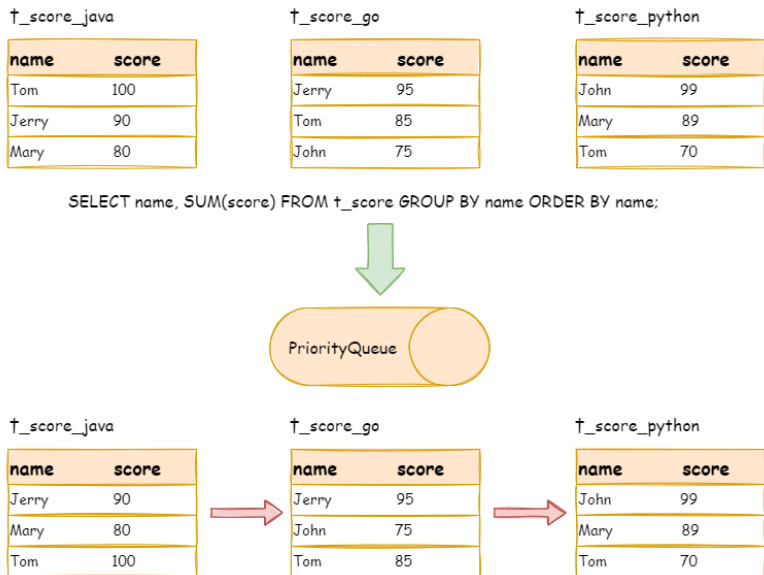 t_score_java t_score_go t_score_python
name score name score name score
Tom 100 Jerry 95 John 99
Jerry 90 Tom 85 Mary 89
Mary 80 John 75 Tom 70
SELECT name, SUM(score) FROM t_score GROUP BY name ORDER BY name;
PriorityQueue
t_score_java t_score_go t_score_python
name score name score name score
Jerry 90 Jerry 95 John 99
Mary 80 John 75 Mary 89
Tom 100 Tom 85 Tom 70